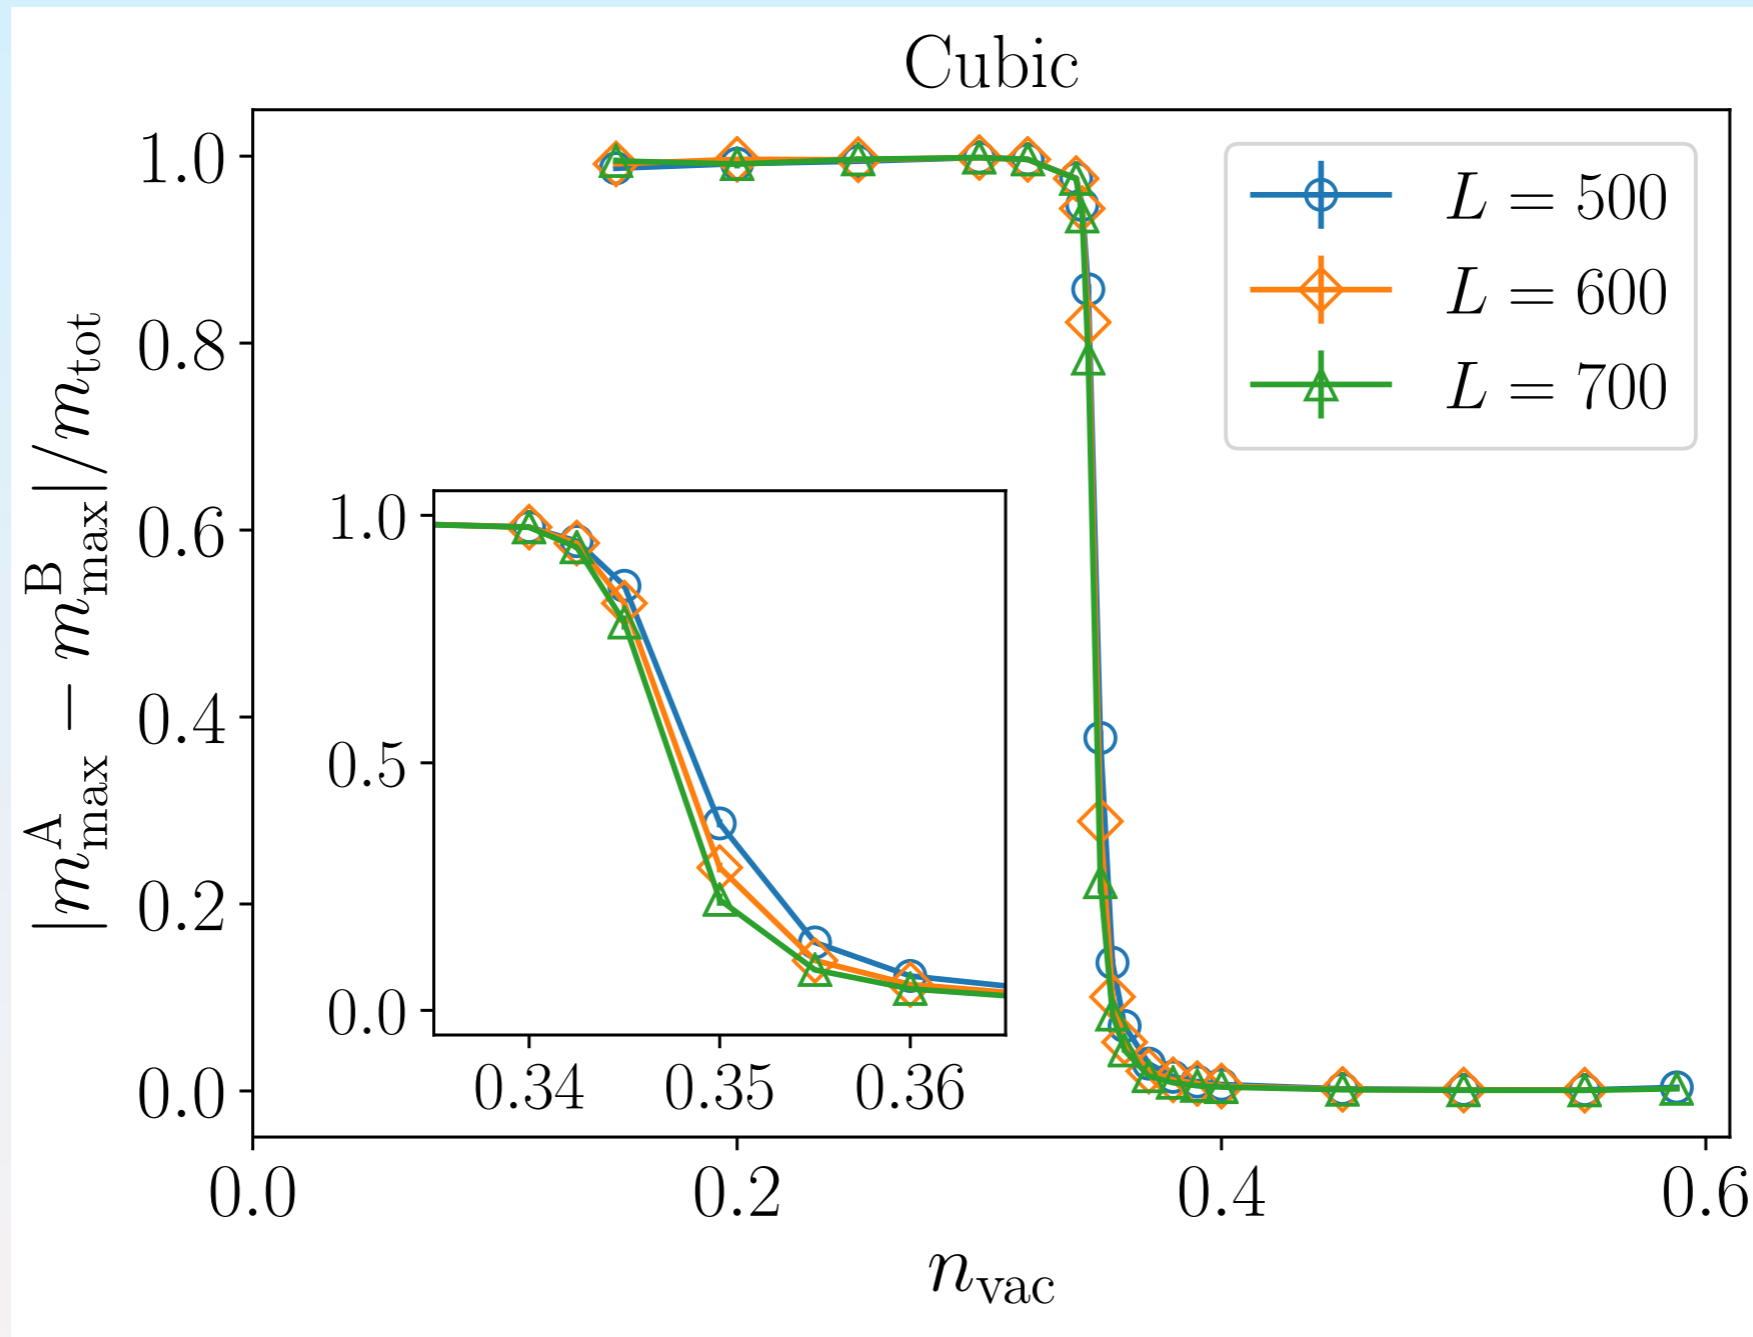 Cubic
|m^A_max − m^B_max|/m_tot
1.0
0.8
0.6
0.4
0.2
0.0
L = 500
L = 600
L = 700
1.0
0.5
0.0
0.34 0.35 0.36
0.0 0.2 0.4 0.6
n_vac